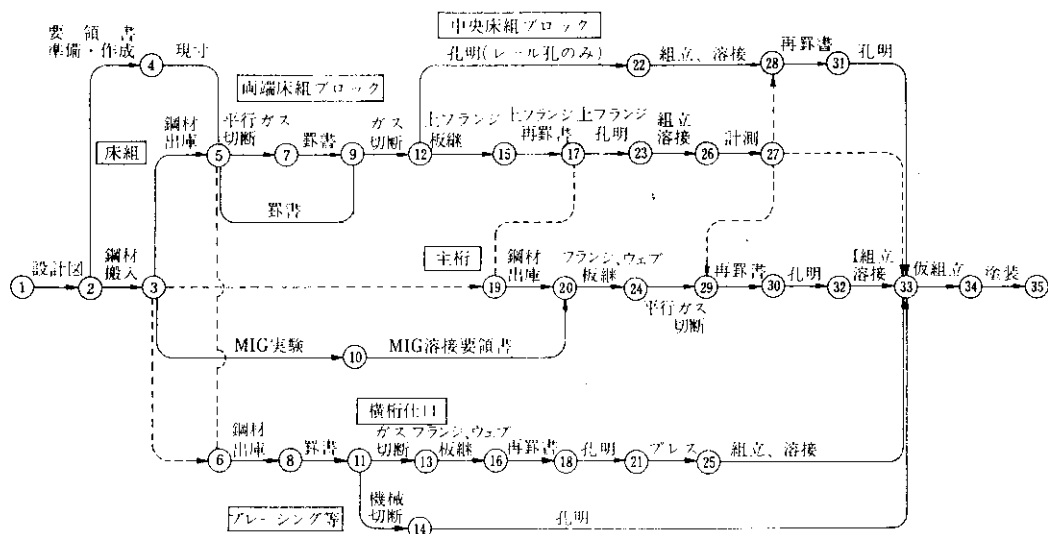 要領書
準備・作成
現寸
④
中央床組ブロック
孔明(レール孔のみ)
組立、溶接
再罫書
孔明
㉒
㉘
㉛
両端床組ブロック
鋼材
出庫
平行ガス
切断
罫書
ガス
切断
上フランジ
板継
上フランジ
再罫書
上フランジ
孔明
組立
溶接
計測
床組
⑤
⑦
⑨
⑫
⑮
⑰
㉓
㉖
㉗
罫書
設計図
鋼材
搬入
主桁
鋼材
出庫
フランジ、ウェブ
板継
平行ガス
切断
再罫書
孔明
I組立
溶接
仮組立
塗装
①
②
③
⑲
⑳
㉔
㉙
㉚
㉜
㉝
㉞
㉟
MIG実験
⑩
MIG溶接要領書
横桁仕口
鋼材
出庫
罫書
ガス
切断
フランジ、ウェブ
板継
再罫書
孔明
プレス
組立、溶接
⑥
⑧
⑪
⑬
⑯
⑱
㉑
㉕
ブレーシング等
機械
切断
⑭
孔明